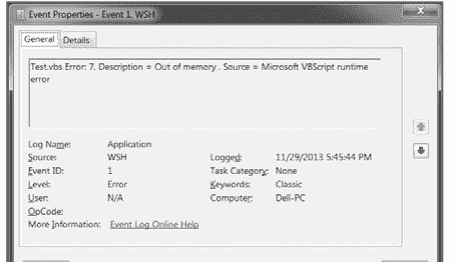 Event Properties - Event 1, WSH
General Details
Test.vbs Error: 7. Description = Out of memory . Source = Microsoft VBScript runtime
error
Log Name: Application
Source: WSH Logged: 11/29/2013 5:45:44 PM
Event ID: 1 Task Category: None
Level: Error Keywords: Classic
User: N/A Computer: Dell-PC
OpCode:
More Information: Event Log Online Help